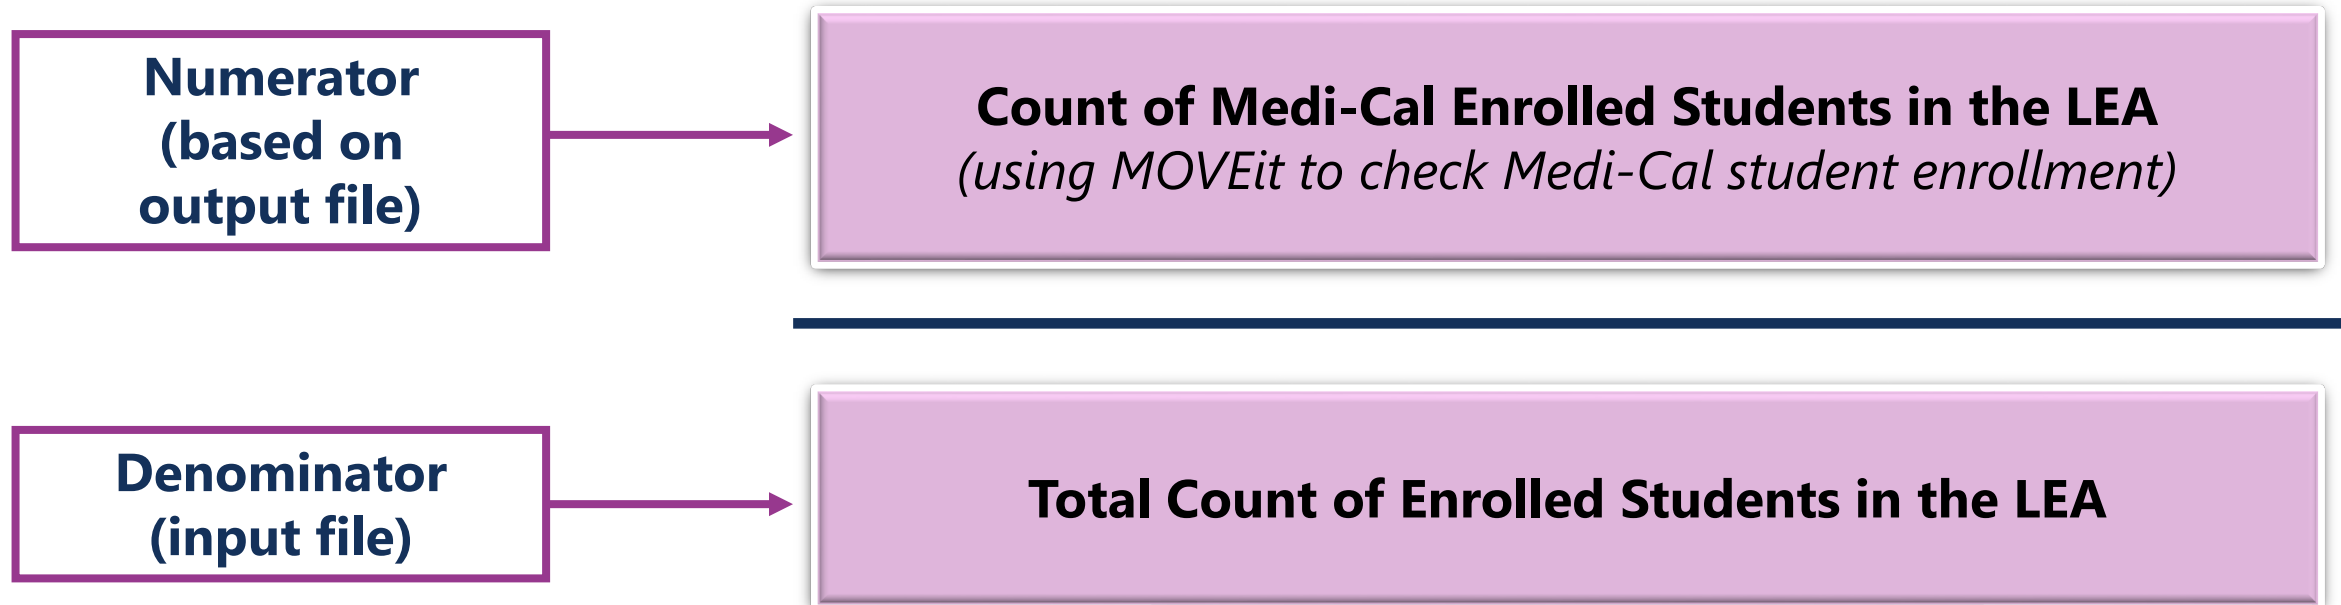 Numerator
(based on
output file)
Count of Medi-Cal Enrolled Students in the LEA
(using MOVEit to check Medi-Cal student enrollment)
Denominator
(input file)
Total Count of Enrolled Students in the LEA